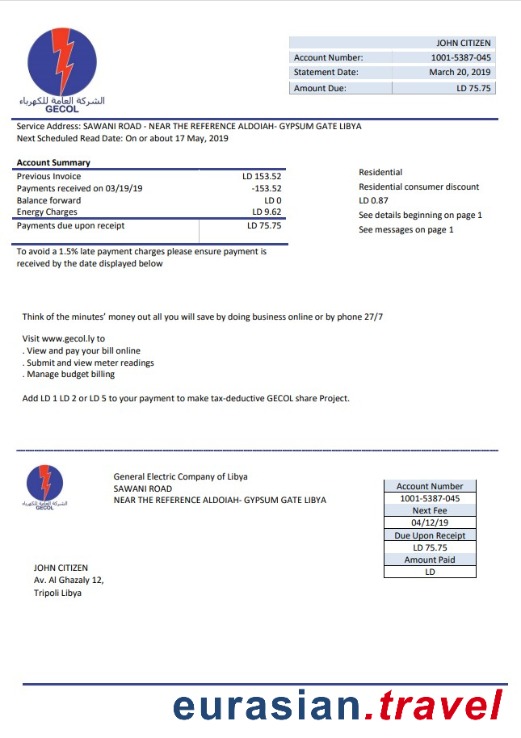 الشركة العامة للكهرباء
GECOL
JOHN CITIZEN
Account Number: 1001-5387-045
Statement Date: March 20, 2019
Amount Due: LD 75.75
Service Address: SAWANI ROAD - NEAR THE REFERENCE ALDOIAH- GYPSUM GATE LIBYA
Next Scheduled Read Date: On or about 17 May, 2019
Account Summary
Previous Invoice LD 153.52
Payments received on 03/19/19 -153.52
Balance forward LD 0
Energy Charges LD 9.62
Payments due upon receipt LD 75.75
Residential
Residential consumer discount
LD 0.87
See details beginning on page 1
See messages on page 1
To avoid a 1.5% late payment charges please ensure payment is
received by the date displayed below
Think of the minutes’ money out all you will save by doing business online or by phone 27/7
Visit www.gecol.ly to
. View and pay your bill online
. Submit and view meter readings
. Manage budget billing
Add LD 1 LD 2 or LD 5 to your payment to make tax-deductive GECOL share Project.
الشركة العامة للكهرباء
GECOL
General Electric Company of Libya
SAWANI ROAD
NEAR THE REFERENCE ALDOIAH- GYPSUM GATE LIBYA
Account Number
1001-5387-045
Next Fee
04/12/19
Due Upon Receipt
LD 75.75
Amount Paid
LD
JOHN CITIZEN
Av. Al Ghazaly 12,
Tripoli Libya
eurasian.travel